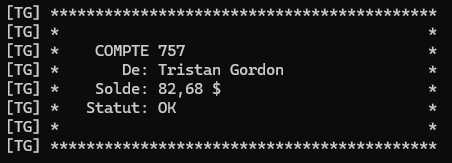 [TG] *******************************************
[TG] *                                         *
[TG] *    COMPTE 757                           *
[TG] *       De: Tristan Gordon                *
[TG] *    Solde: 82,68 $                       *
[TG] *   Statut: OK                            *
[TG] *                                         *
[TG] *******************************************